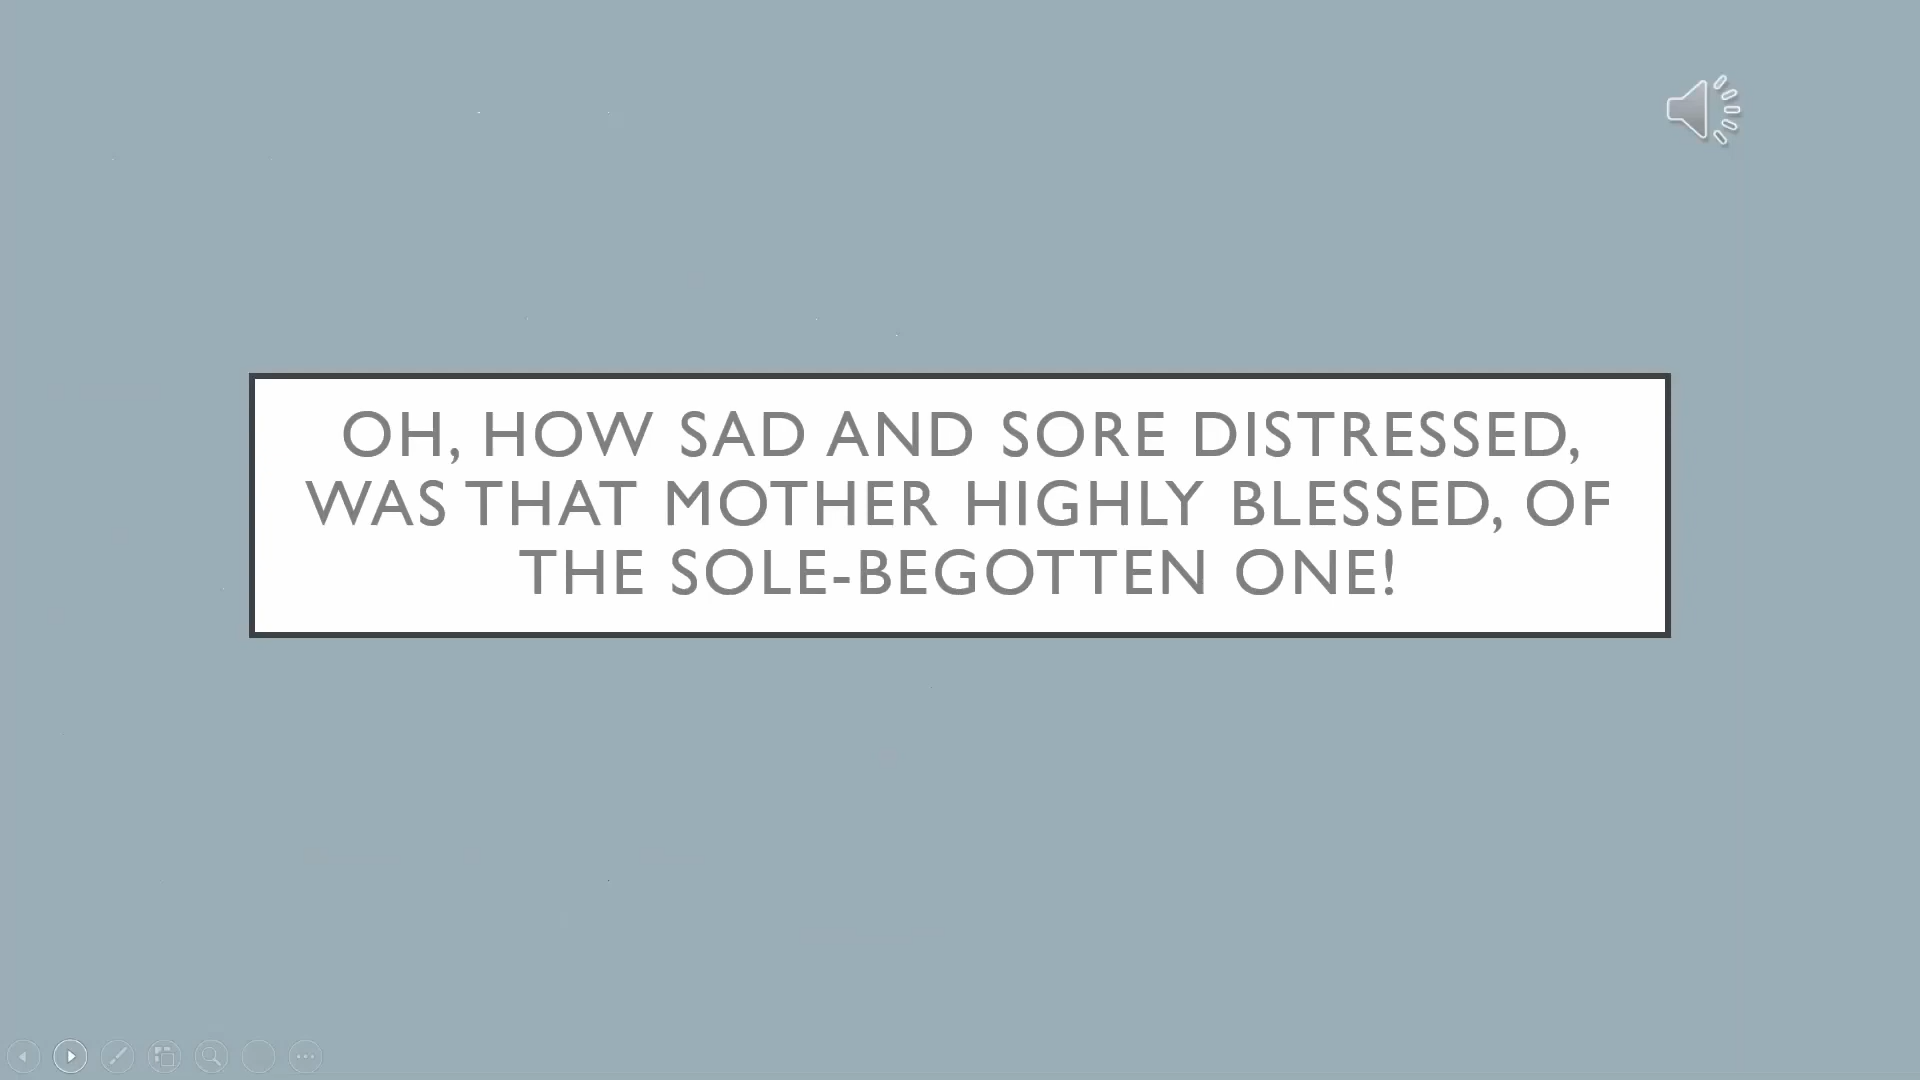 OH, HOW SAD AND SORE DISTRESSED,
WAS THAT MOTHER HIGHLY BLESSED, OF
THE SOLE-BEGOTTEN ONE!